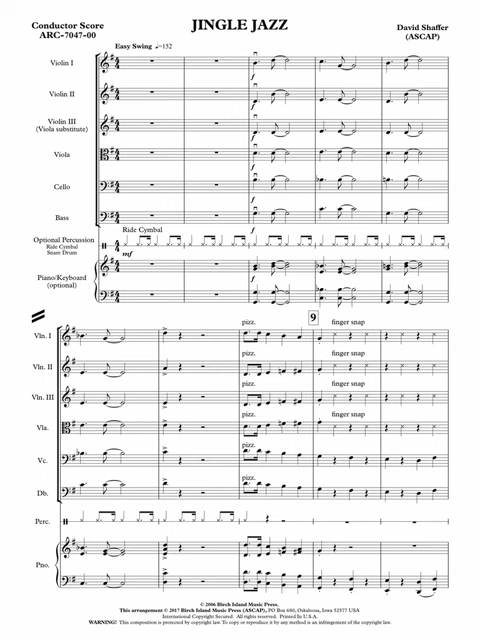 Conductor Score
ARC-7047-00
JINGLE JAZZ
David Shaffer
(ASCAP)
Easy Swing ♩=152
Violin I
Violin II
Violin III
(Viola substitute)
Viola
Cello
Bass
f
f
f
f
f
f
Ride Cymbal
Optional Percussion
Ride Cymbal
Snare Drum
mf
Piano/Keyboard
(optional)
f
9
Vln. I
pizz.
finger snap
Vln. II
pizz.
finger snap
Vln. III
pizz.
finger snap
Vla.
pizz.
finger snap
Vc.
Db.
Perc.
Pno.
© 2006 Birch Island Music Press.
This arrangement © 2017 Birch Island Music Press (ASCAP), PO Box 680, Oskaloosa, Iowa 52577 USA
International Copyright Secured. All Rights Reserved. Printed In U.S.A.
WARNING! This composition is protected by copyright law. To copy or reproduce it by any method is an infringement of the copyright law.